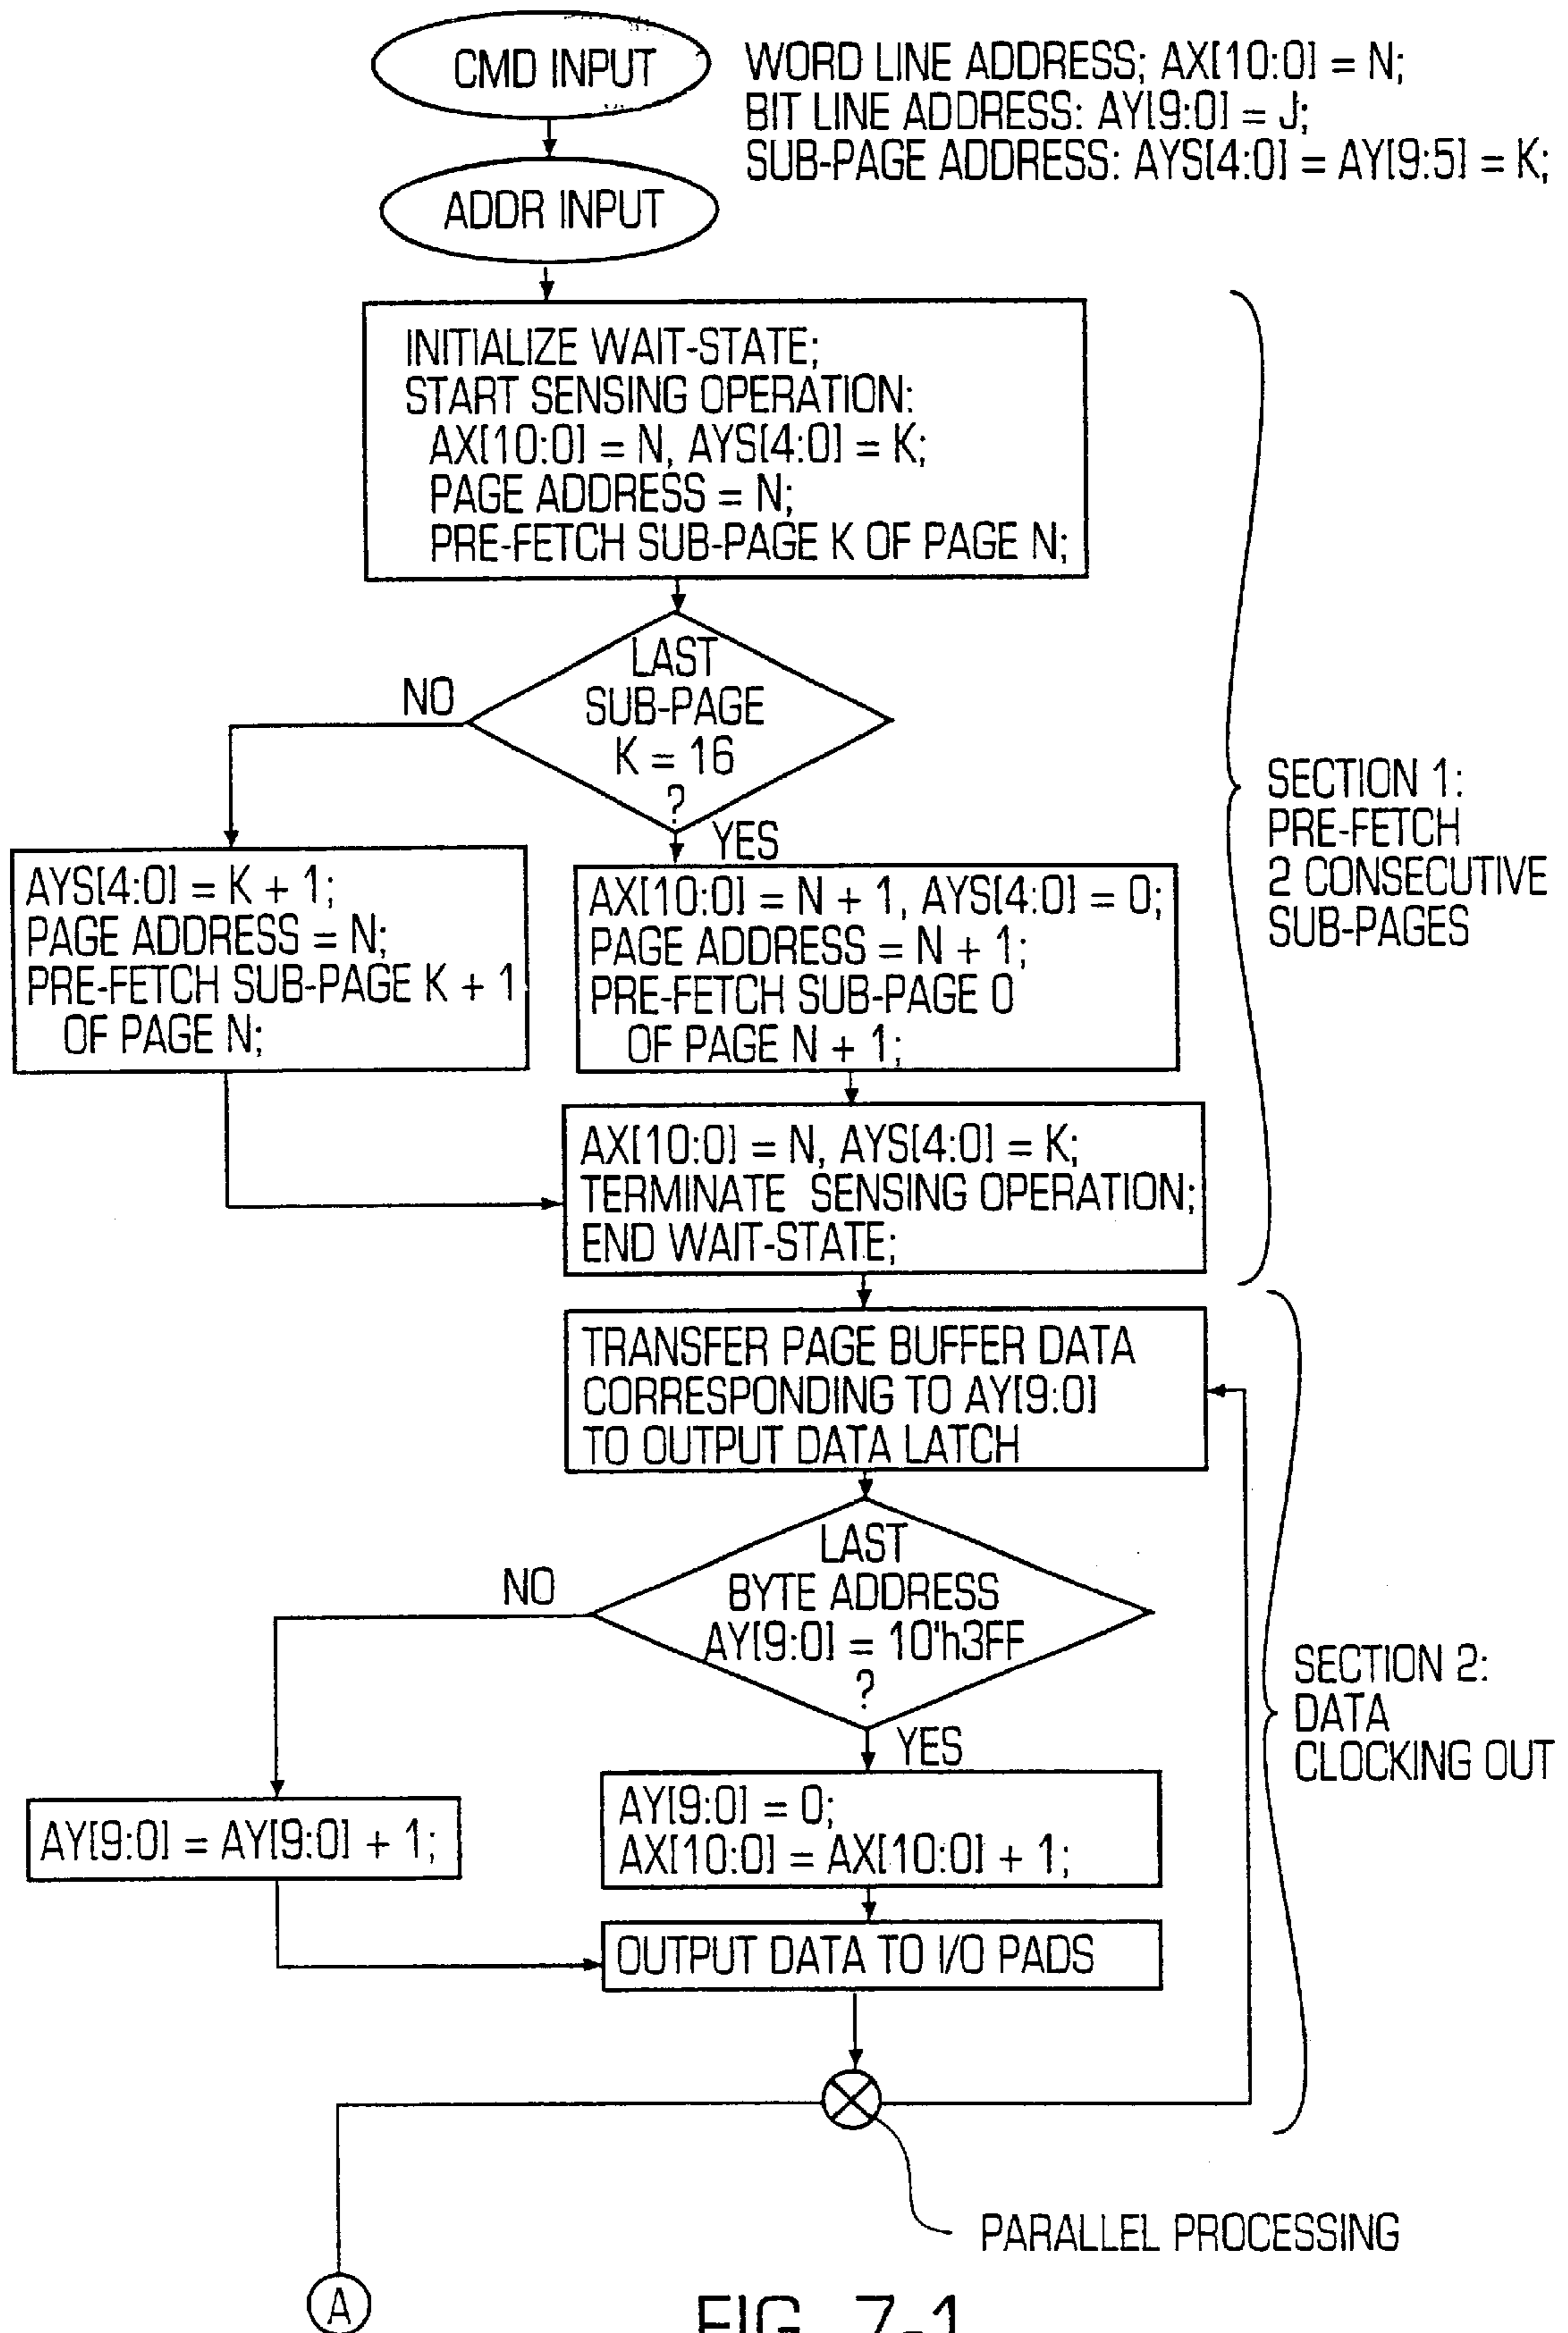 CMD INPUT
WORD LINE ADDRESS; AX[10:0] = N;
BIT LINE ADDRESS: AY[9:0] = J;
SUB-PAGE ADDRESS: AYS[4:0] = AY[9:5] = K;
ADDR INPUT
INITIALIZE WAIT-STATE;
START SENSING OPERATION:
AX[10:0] = N, AYS[4:0] = K;
PAGE ADDRESS = N;
PRE-FETCH SUB-PAGE K OF PAGE N;
LAST
SUB-PAGE
K = 16
?
NO
YES
SECTION 1:
PRE-FETCH
2 CONSECUTIVE
SUB-PAGES
AYS[4:0] = K + 1;
PAGE ADDRESS = N;
PRE-FETCH SUB-PAGE K + 1
OF PAGE N;
AX[10:0] = N + 1, AYS[4:0] = 0;
PAGE ADDRESS = N + 1;
PRE-FETCH SUB-PAGE 0
OF PAGE N + 1;
AX[10:0] = N, AYS[4:0] = K;
TERMINATE SENSING OPERATION;
END WAIT-STATE;
TRANSFER PAGE BUFFER DATA
CORRESPONDING TO AY[9:0]
TO OUTPUT DATA LATCH
LAST
BYTE ADDRESS
AY[9:0] = 10'h3FF
?
NO
YES
SECTION 2:
DATA
CLOCKING OUT
AY[9:0] = AY[9:0] + 1;
AY[9:0] = 0;
AX[10:0] = AX[10:0] + 1;
OUTPUT DATA TO I/O PADS
PARALLEL PROCESSING
A
FIG. 7-1